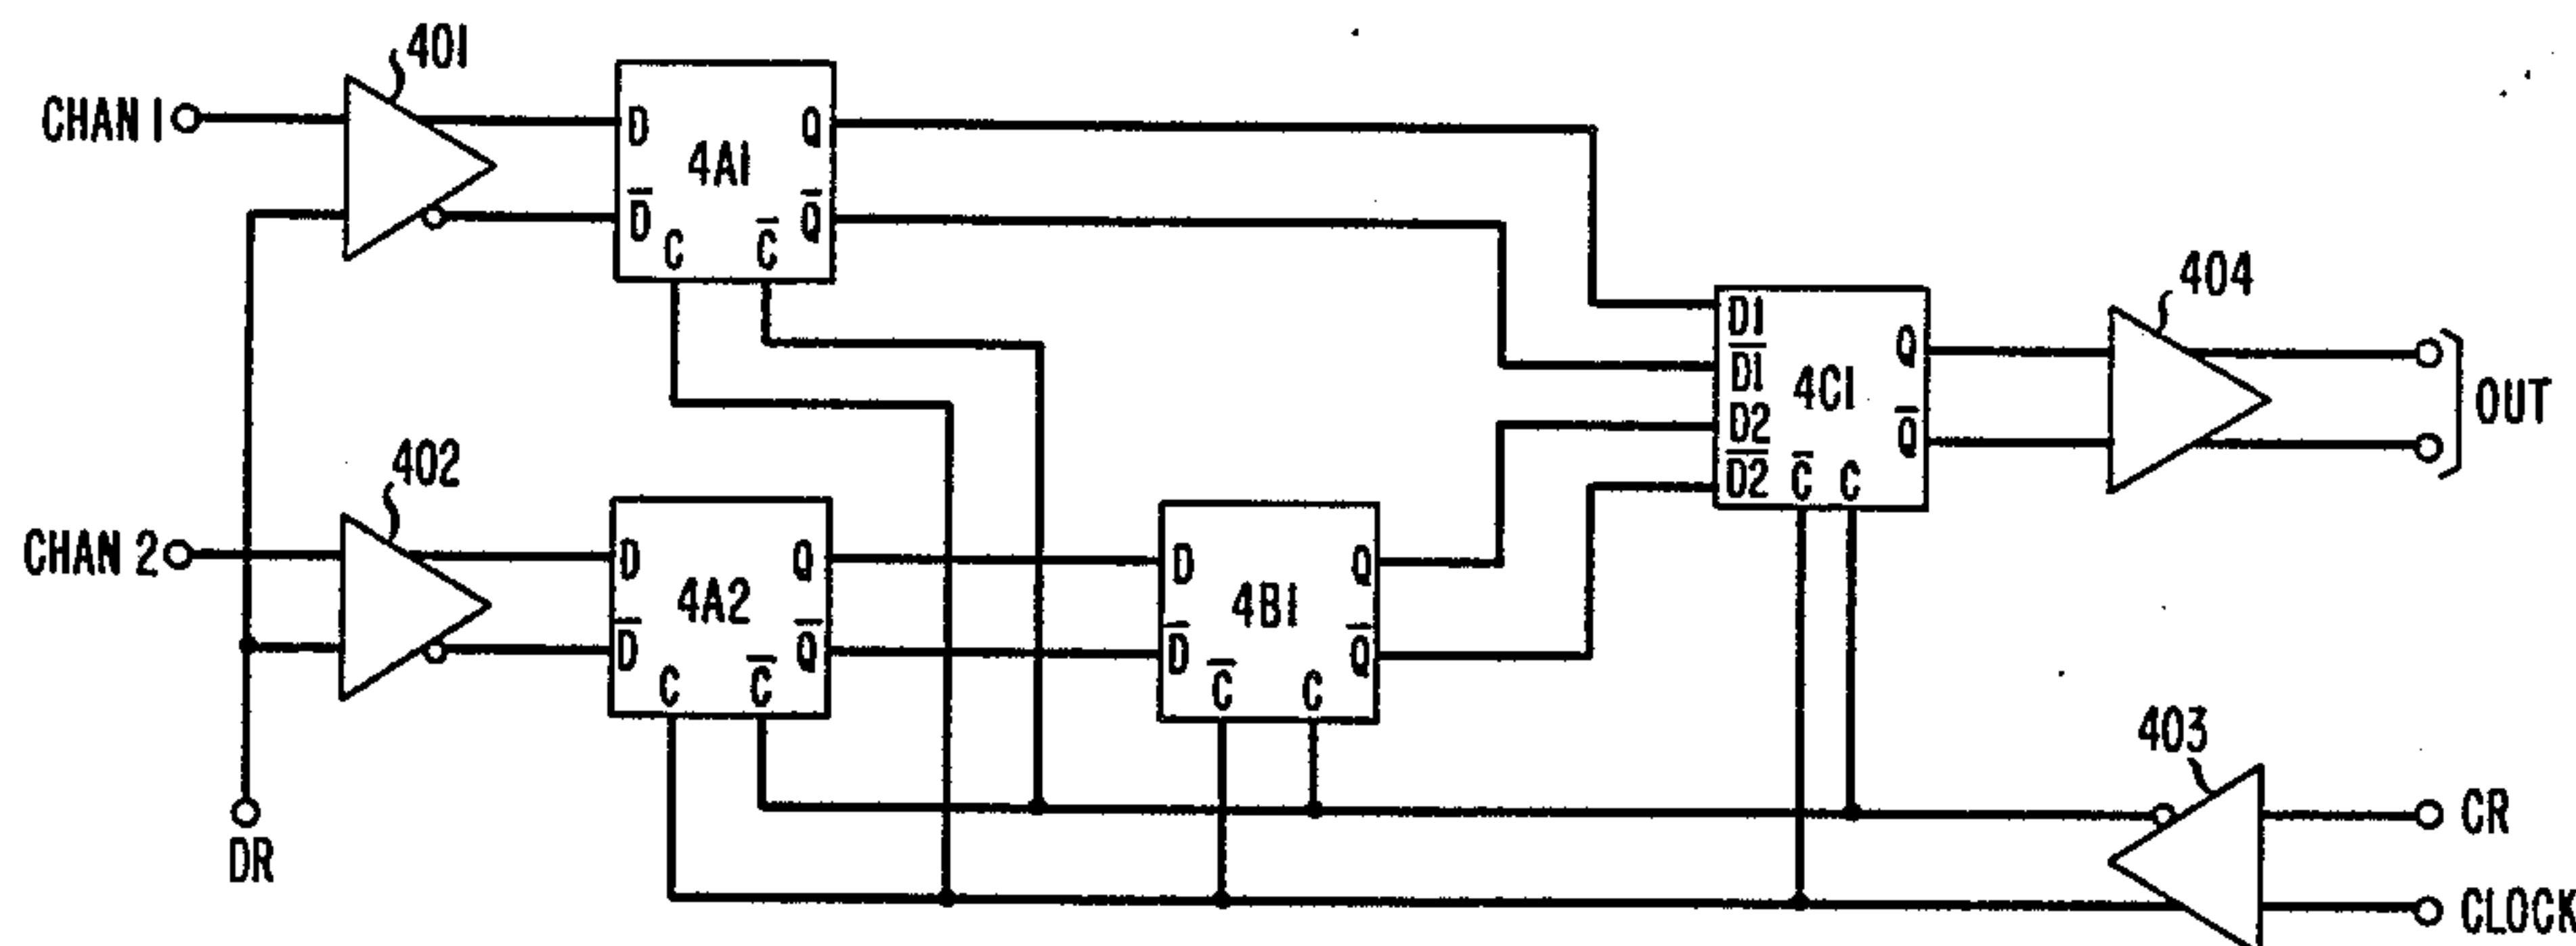 401
CHAN 1
D
Q
4A1
D̅
C
C̅
Q̅
404
D1
D̅1̅
D2
D̅2̅
4C1
Q
Q̅
C̅
C
OUT
402
CHAN 2
D
Q
4A2
D̅
C
C̅
Q̅
D
Q
4B1
D̅
C̅
C
Q̅
403
DR
CR
CLOCK